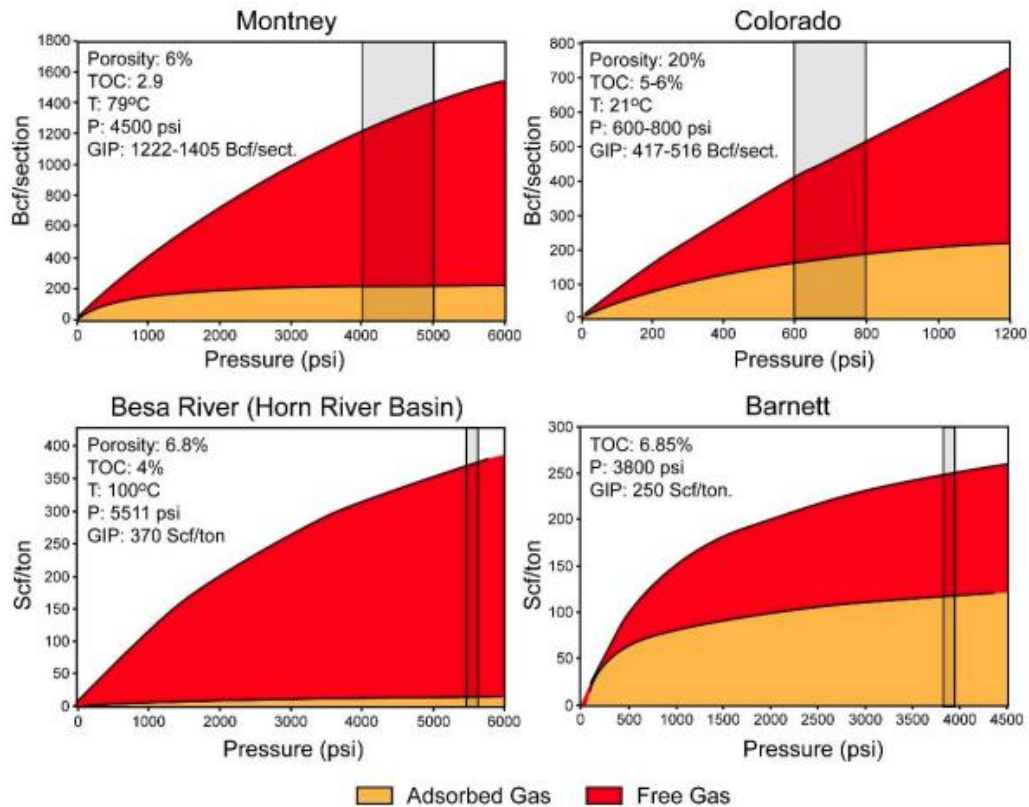 Montney
Bcf/section
1800
1600
1400
1200
1000
800
600
400
200
0
Porosity: 6%
TOC: 2.9
T: 79ºC
P: 4500 psi
GIP: 1222-1405 Bcf/sect.
0 1000 2000 3000 4000 5000 6000
Pressure (psi)
Colorado
Bcf/section
800
700
600
500
400
300
200
100
0
Porosity: 20%
TOC: 5-6%
T: 21ºC
P: 600-800 psi
GIP: 417-516 Bcf/sect.
0 200 400 600 800 1000 1200
Pressure (psi)
Besa River (Horn River Basin)
Scf/ton
400
350
300
250
200
150
100
50
0
Porosity: 6.8%
TOC: 4%
T: 100ºC
P: 5511 psi
GIP: 370 Scf/ton
0 1000 2000 3000 4000 5000 6000
Pressure (psi)
Barnett
Scf/ton
300
250
200
150
100
50
0
TOC: 6.85%
P: 3800 psi
GIP: 250 Scf/ton.
0 500 1000 1500 2000 2500 3000 3500 4000 4500
Pressure (psi)
Adsorbed Gas
Free Gas